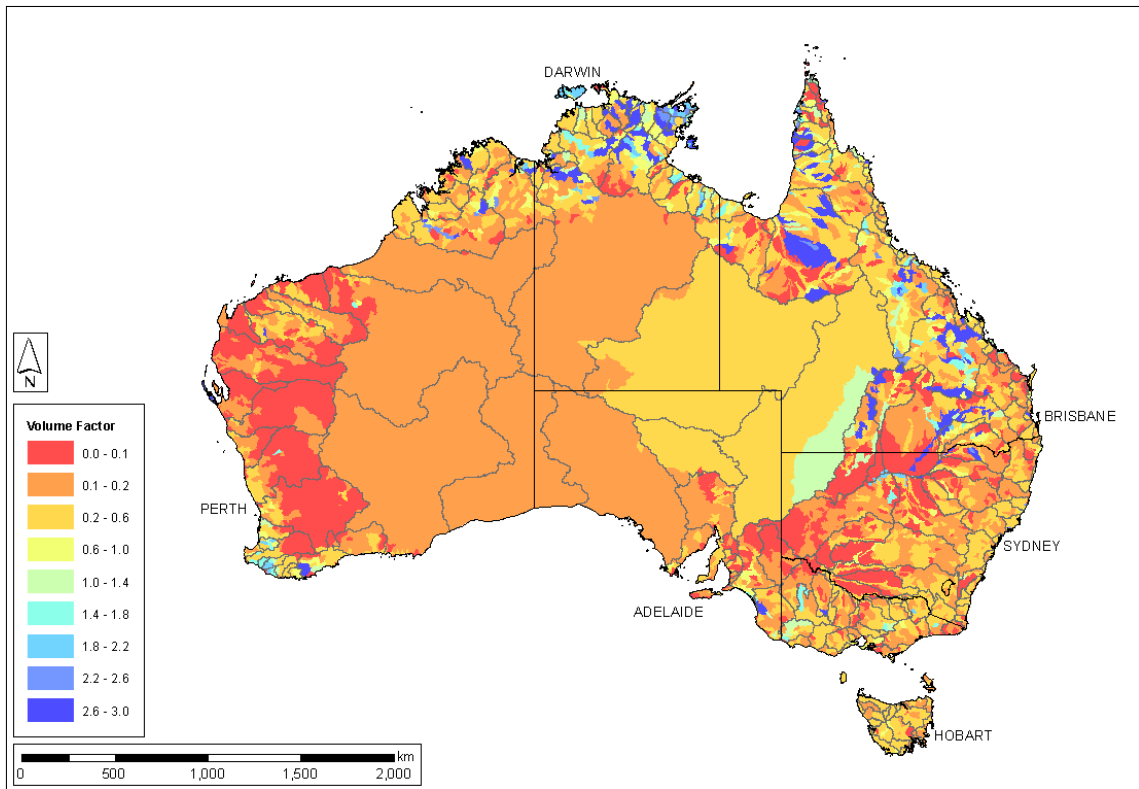 DARWIN
N
Volume Factor
0.0 - 0.1
0.1 - 0.2
0.2 - 0.6
0.6 - 1.0
1.0 - 1.4
1.4 - 1.8
1.8 - 2.2
2.2 - 2.6
2.6 - 3.0
BRISBANE
PERTH
SYDNEY
ADELAIDE
HOBART
km
0 500 1,000 1,500 2,000